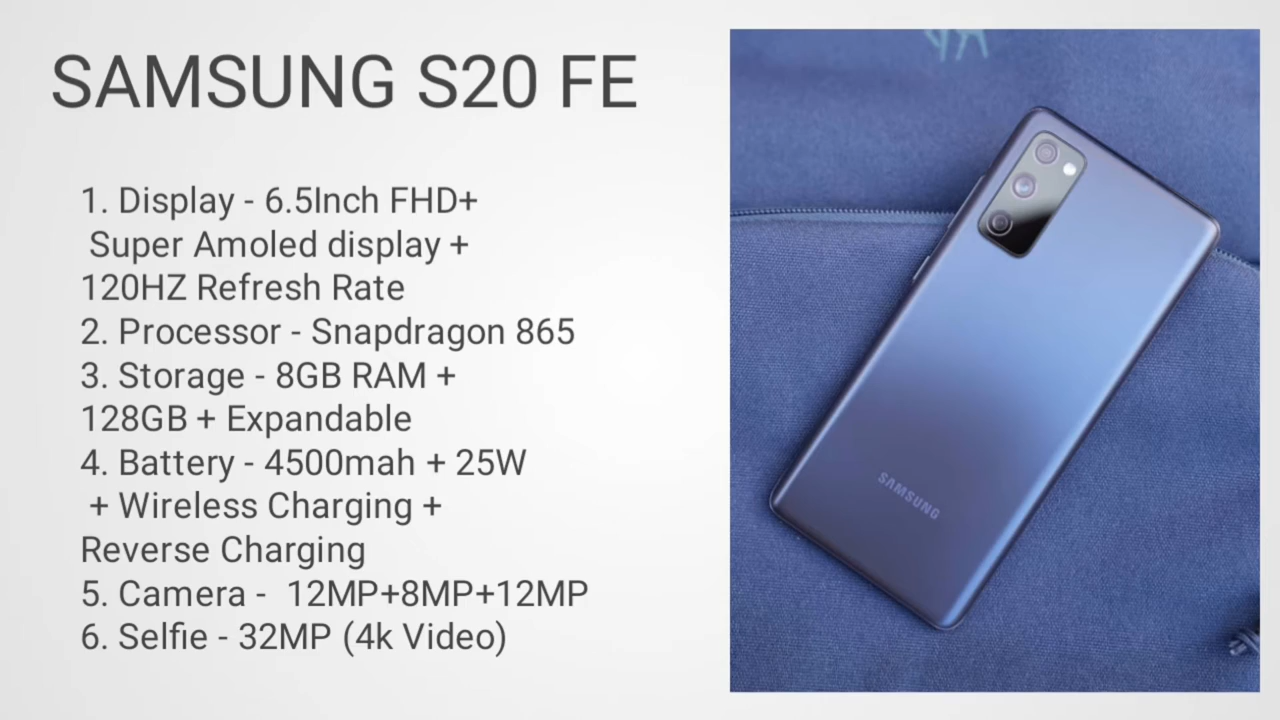 SAMSUNG S20 FE
1. Display - 6.5Inch FHD+
Super Amoled display +
120HZ Refresh Rate
2. Processor - Snapdragon 865
3. Storage - 8GB RAM +
128GB + Expandable
4. Battery - 4500mah + 25W
+ Wireless Charging +
Reverse Charging
5. Camera -  12MP+8MP+12MP
6. Selfie - 32MP (4k Video)
SAMSUNG